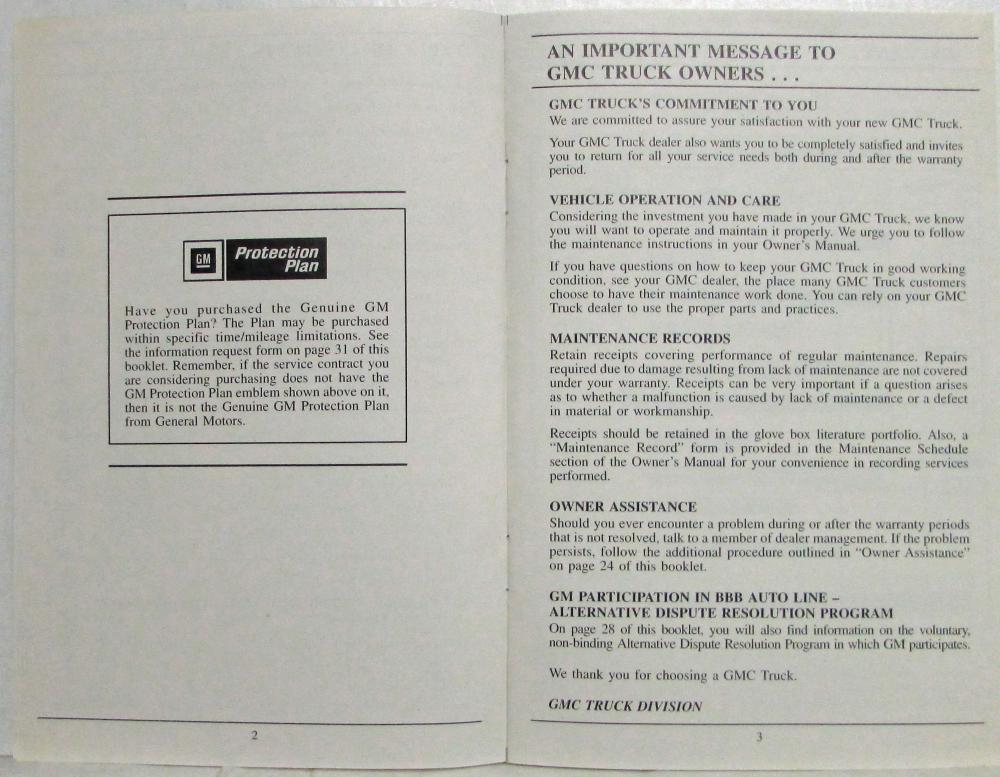 GM
Protection
Plan
Have you purchased the Genuine GM
Protection Plan? The Plan may be purchased
within specific time/mileage limitations. See
the information request form on page 31 of this
booklet. Remember, if the service contract you
are considering purchasing does not have the
GM Protection Plan emblem shown above on it,
then it is not the Genuine GM Protection Plan
from General Motors.
2
AN IMPORTANT MESSAGE TO
GMC TRUCK OWNERS . . .
GMC TRUCK'S COMMITMENT TO YOU
We are committed to assure your satisfaction with your new GMC Truck.
Your GMC Truck dealer also wants you to be completely satisfied and invites
you to return for all your service needs both during and after the warranty
period.
VEHICLE OPERATION AND CARE
Considering the investment you have made in your GMC Truck, we know
you will want to operate and maintain it properly. We urge you to follow
the maintenance instructions in your Owner's Manual.
If you have questions on how to keep your GMC Truck in good working
condition, see your GMC dealer, the place many GMC Truck customers
choose to have their maintenance work done. You can rely on your GMC
Truck dealer to use the proper parts and practices.
MAINTENANCE RECORDS
Retain receipts covering performance of regular maintenance. Repairs
required due to damage resulting from lack of maintenance are not covered
under your warranty. Receipts can be very important if a question arises
as to whether a malfunction is caused by lack of maintenance or a defect
in material or workmanship.
Receipts should be retained in the glove box literature portfolio. Also, a
“Maintenance Record” form is provided in the Maintenance Schedule
section of the Owner's Manual for your convenience in recording services
performed.
OWNER ASSISTANCE
Should you ever encounter a problem during or after the warranty periods
that is not resolved, talk to a member of dealer management. If the problem
persists, follow the additional procedure outlined in “Owner Assistance”
on page 24 of this booklet.
GM PARTICIPATION IN BBB AUTO LINE –
ALTERNATIVE DISPUTE RESOLUTION PROGRAM
On page 28 of this booklet, you will also find information on the voluntary,
non-binding Alternative Dispute Resolution Program in which GM participates.
We thank you for choosing a GMC Truck.
GMC TRUCK DIVISION
3